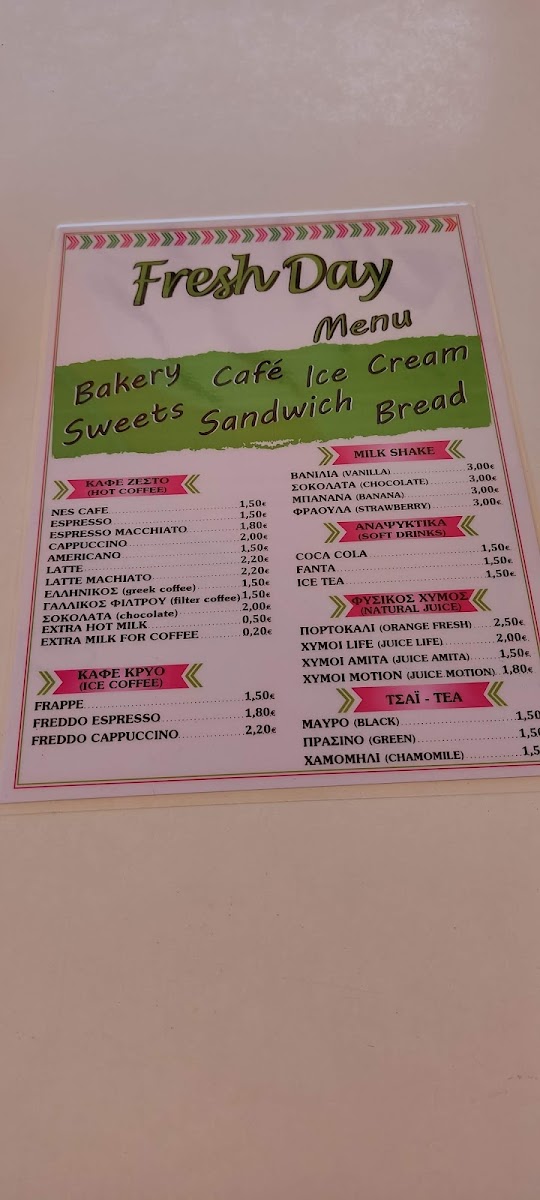 Fresh Day
Menu
Bakery Café Ice Cream
Sweets Sandwich Bread
ΚΑΦΕ ΖΕΣΤΟ
(HOT COFFEE)
NES CAFE 1,50€
ESPRESSO 1,50€
ESPRESSO MACCHIATO 1,80€
CAPPUCCINO 2,00€
AMERICANO 1,50€
LATTE 2,20€
LATTE MACHIATO 2,20€
ΕΛΛΗΝΙΚΟΣ (greek coffee) 1,50€
ΓΑΛΛΙΚΟΣ ΦΙΛΤΡΟΥ (filter coffee) 1,50€
ΣΟΚΟΛΑΤΑ (chocolate) 2,00€
EXTRA HOT MILK 0,50€
EXTRA MILK FOR COFFEE 0,20€
ΚΑΦΕ ΚΡΥΟ
(ICE COFFEE)
FRAPPE 1,50€
FREDDO ESPRESSO 1,80€
FREDDO CAPPUCCINO 2,20€
MILK SHAKE
ΒΑΝΙΛΙΑ (VANILLA) 3,00€
ΣΟΚΟΛΑΤΑ (CHOCOLATE) 3,00€
ΜΠΑΝΑΝΑ (BANANA) 3,00€
ΦΡΑΟΥΛΑ (STRAWBERRY) 3,00€
ΑΝΑΨΥΚΤΙΚΑ
(SOFT DRINKS)
COCA COLA 1,50€
FANTA 1,50€
ICE TEA 1,50€
ΦΥΣΙΚΟΣ ΧΥΜΟΣ
(NATURAL JUICE)
ΠΟΡΤΟΚΑΛΙ (ORANGE FRESH) 2,50€
ΧΥΜΟΙ LIFE (JUICE LIFE) 2,00€
ΧΥΜΟΙ ΑΜΙΤΑ (JUICE AMITA) 1,50€
ΧΥΜΟΙ MOTION (JUICE MOTION) 1,80€
ΤΣΑΪ - TEA
ΜΑΥΡΟ (BLACK) 1,50
ΠΡΑΣΙΝΟ (GREEN) 1,50
ΧΑΜΟΜΗΛΙ (CHAMOMILE) 1,5